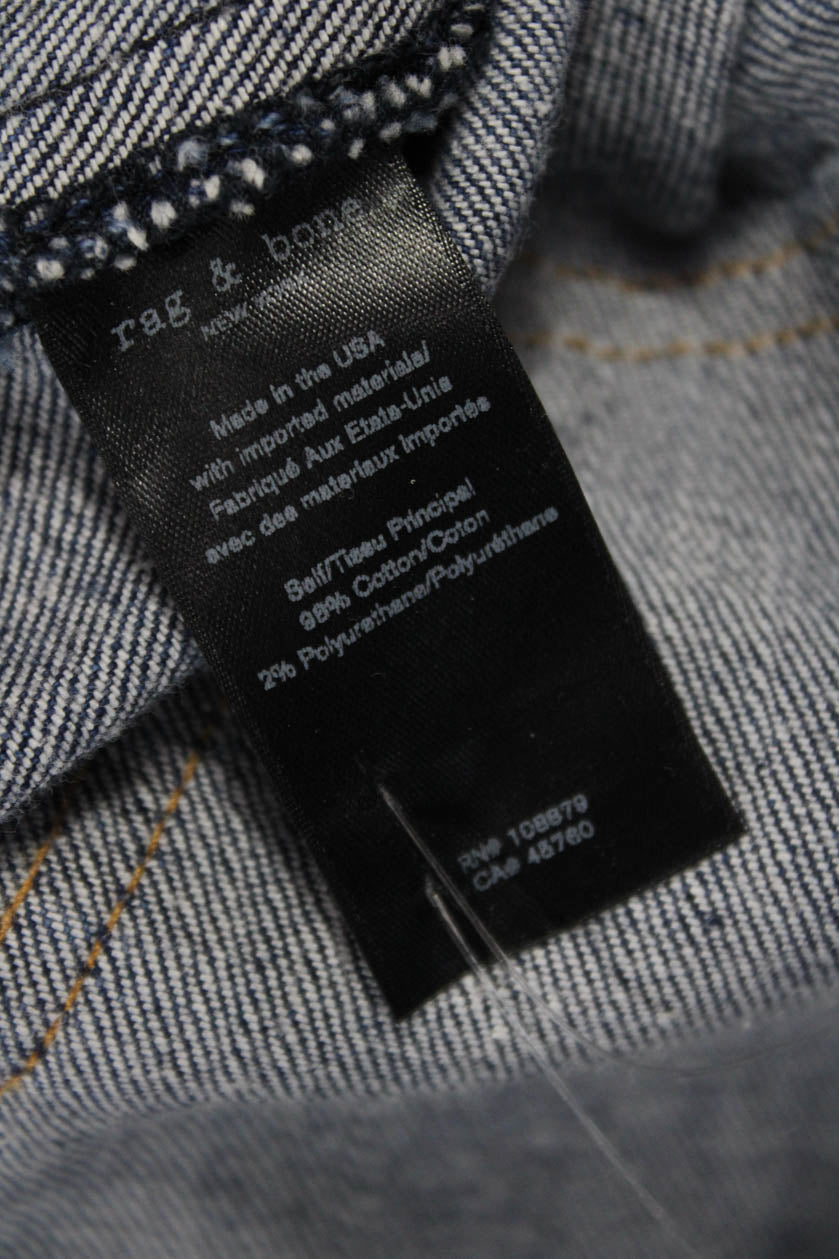 rag & bone
NEW YORK
Made in the USA
with imported materials/
Fabriqué Aux Etats-Unis
avec des materiaux importés
Self/Tissu Principal
98% Cotton/Coton
2% Polyurethane/Polyuréthane
RN# 108879
CA# 45760